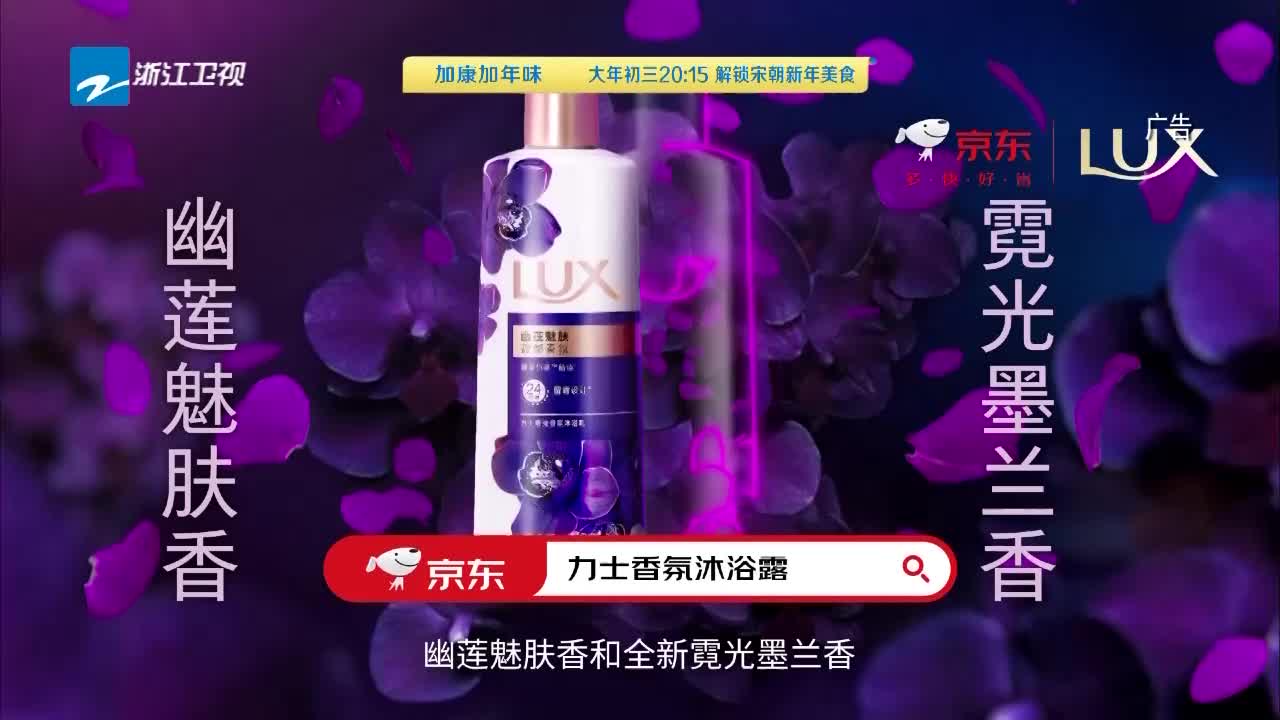 浙江卫视
加康加年味 大年初三20:15 解锁宋朝新年美食
广告
京东
多·快·好·省
LUX
幽莲魅肤香
霓光墨兰香
LUX
幽莲魅肤
24
京东 力士香氛沐浴露
幽莲魅肤香和全新霓光墨兰香